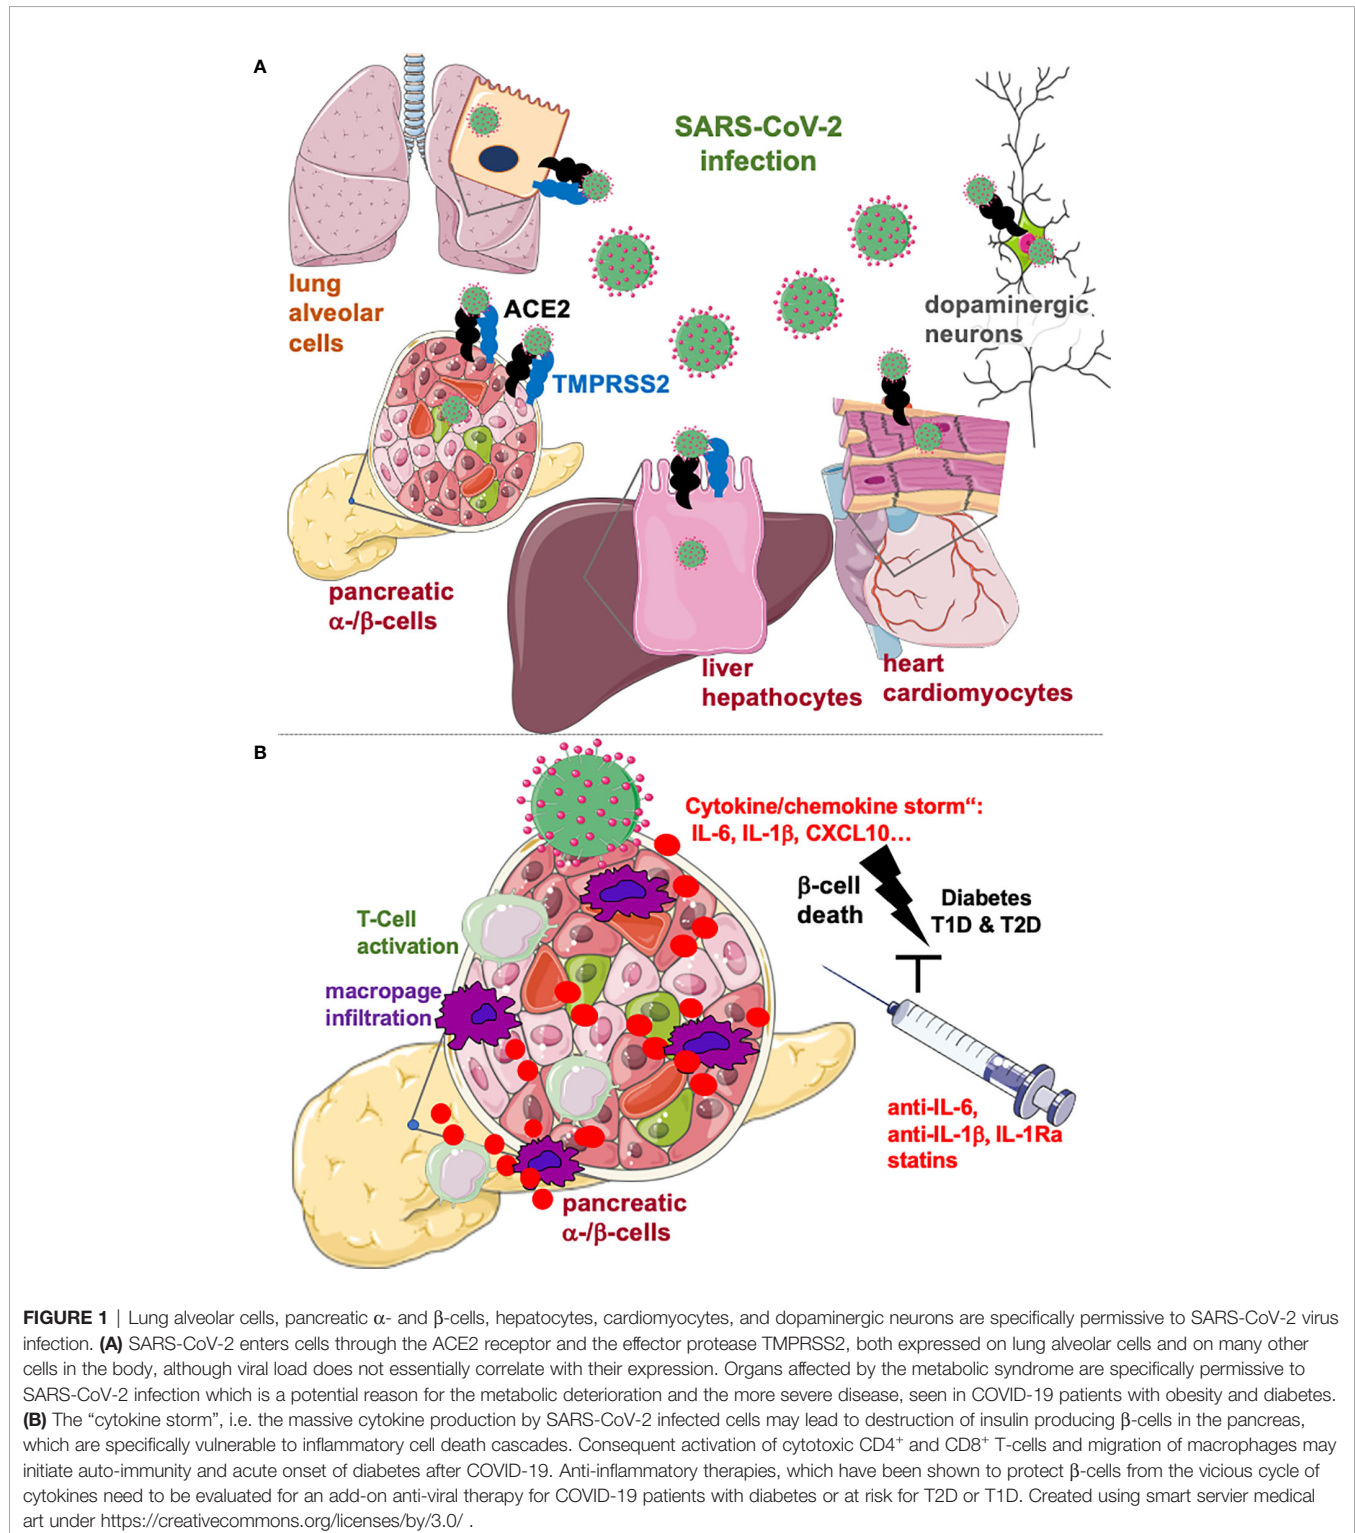 A
SARS-CoV-2
infection
lung
alveolar
cells
ACE2
TMPRSS2
dopaminergic
neurons
pancreatic
α-/β-cells
liver
hepathocytes
heart
cardiomyocytes
B
Cytokine/chemokine storm“:
IL-6, IL-1β, CXCL10…
β-cell
death
Diabetes
T1D & T2D
T-Cell
activation
macropage
infiltration
anti-IL-6,
anti-IL-1β, IL-1Ra
statins
pancreatic
α-/β-cells
FIGURE 1 | Lung alveolar cells, pancreatic α- and β-cells, hepatocytes, cardiomyocytes, and dopaminergic neurons are specifically permissive to SARS-CoV-2 virus
infection. (A) SARS-CoV-2 enters cells through the ACE2 receptor and the effector protease TMPRSS2, both expressed on lung alveolar cells and on many other
cells in the body, although viral load does not essentially correlate with their expression. Organs affected by the metabolic syndrome are specifically permissive to
SARS-CoV-2 infection which is a potential reason for the metabolic deterioration and the more severe disease, seen in COVID-19 patients with obesity and diabetes.
(B) The “cytokine storm”, i.e. the massive cytokine production by SARS-CoV-2 infected cells may lead to destruction of insulin producing β-cells in the pancreas,
which are specifically vulnerable to inflammatory cell death cascades. Consequent activation of cytotoxic CD4⁺ and CD8⁺ T-cells and migration of macrophages may
initiate auto-immunity and acute onset of diabetes after COVID-19. Anti-inflammatory therapies, which have been shown to protect β-cells from the vicious cycle of
cytokines need to be evaluated for an add-on anti-viral therapy for COVID-19 patients with diabetes or at risk for T2D or T1D. Created using smart servier medical
art under https://creativecommons.org/licenses/by/3.0/ .